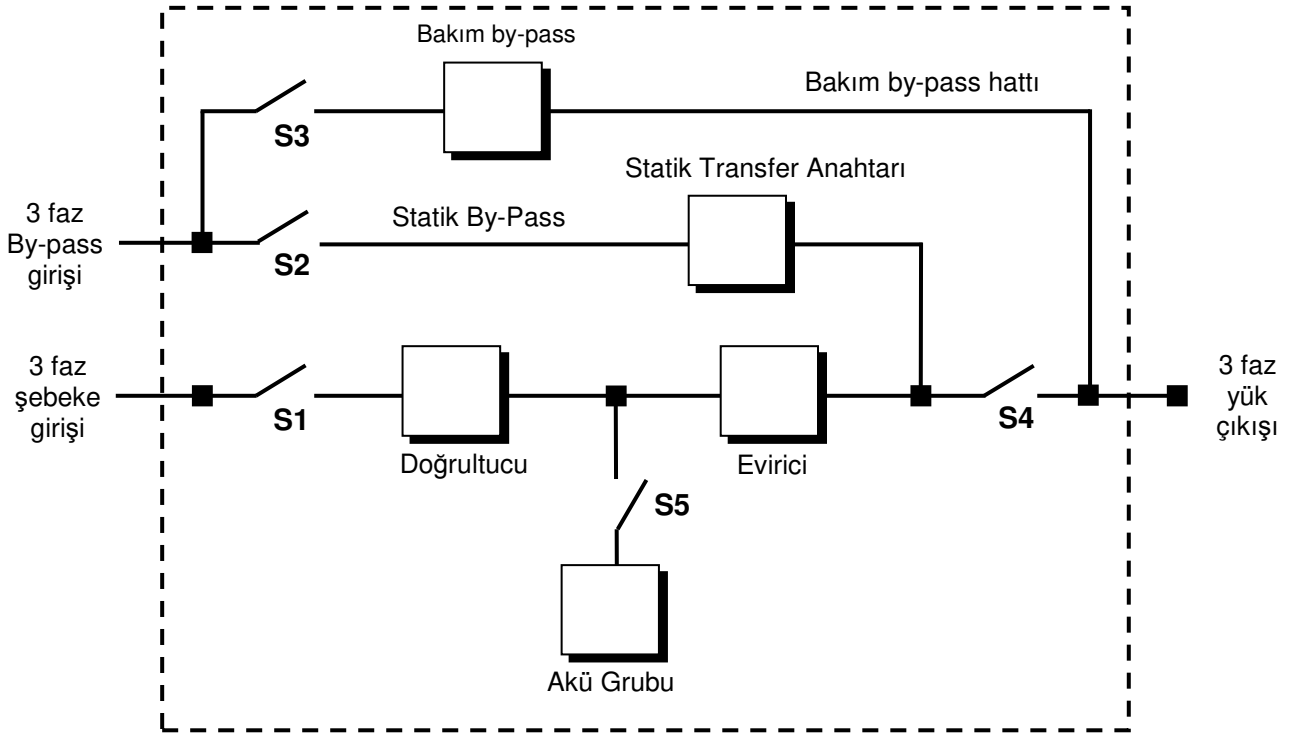 Bakım by-pass
Bakım by-pass hattı
S3
Statik Transfer Anahtarı
3 faz
By-pass
girişi
Statik By-Pass
S2
3 faz
şebeke
girişi
S1
Doğrultucu
Evirici
S4
3 faz
yük
çıkışı
S5
Akü Grubu